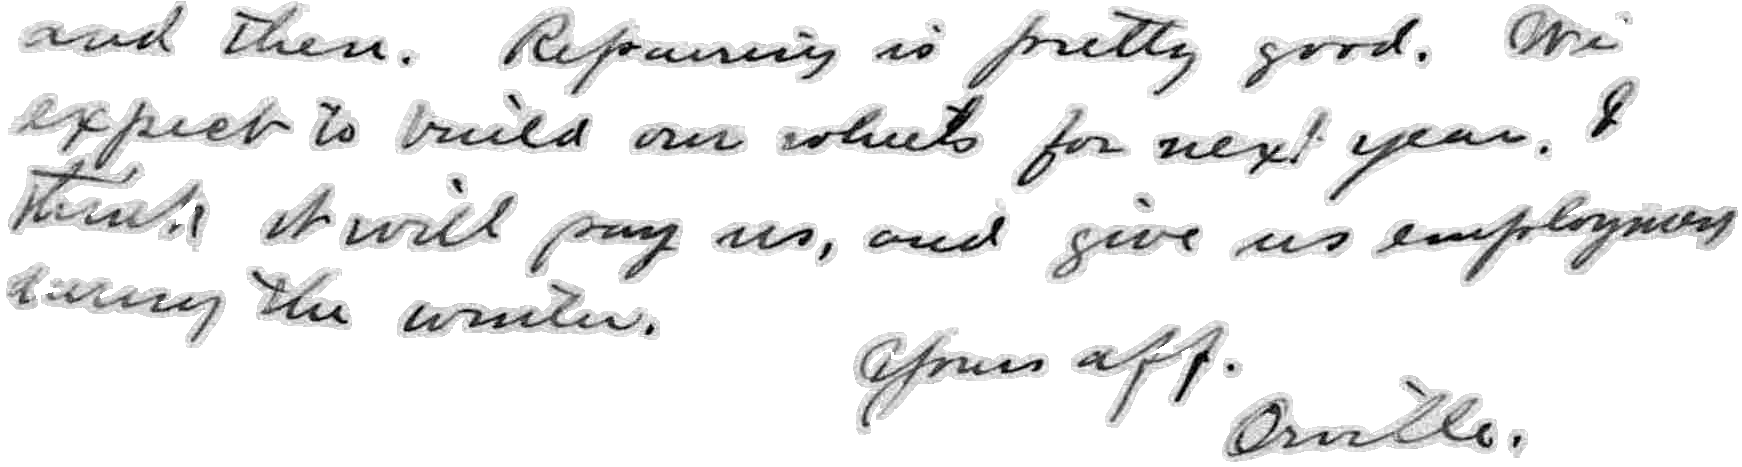 and then. Repairing is pretty good. We
expect to build our wheels for next year. I
think it will pay us, and give us employment
during the winter.
Yours aff.
Orville.